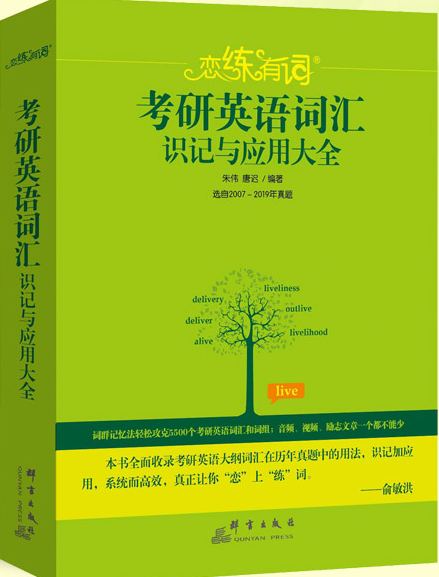 恋练有词®
考研英语词汇
识记与应用大全
朱伟 唐迟 / 编著
选自2007~2019年真题
liveliness
delivery
outlive
deliver
livelihood
alive
live
词群记忆法轻松攻克5500个考研英语词汇和词组；音频、视频、励志文章一个都不能少
本书全面收录考研英语大纲词汇在历年真题中的用法，识记加应
用，系统而高效，真正让你“恋”上“练”词。
——俞敏洪
群言出版社
QUNYAN PRESS
恋练有词
考研英语词汇
识记与应用大全
群言出版社
QUNYAN PRESS